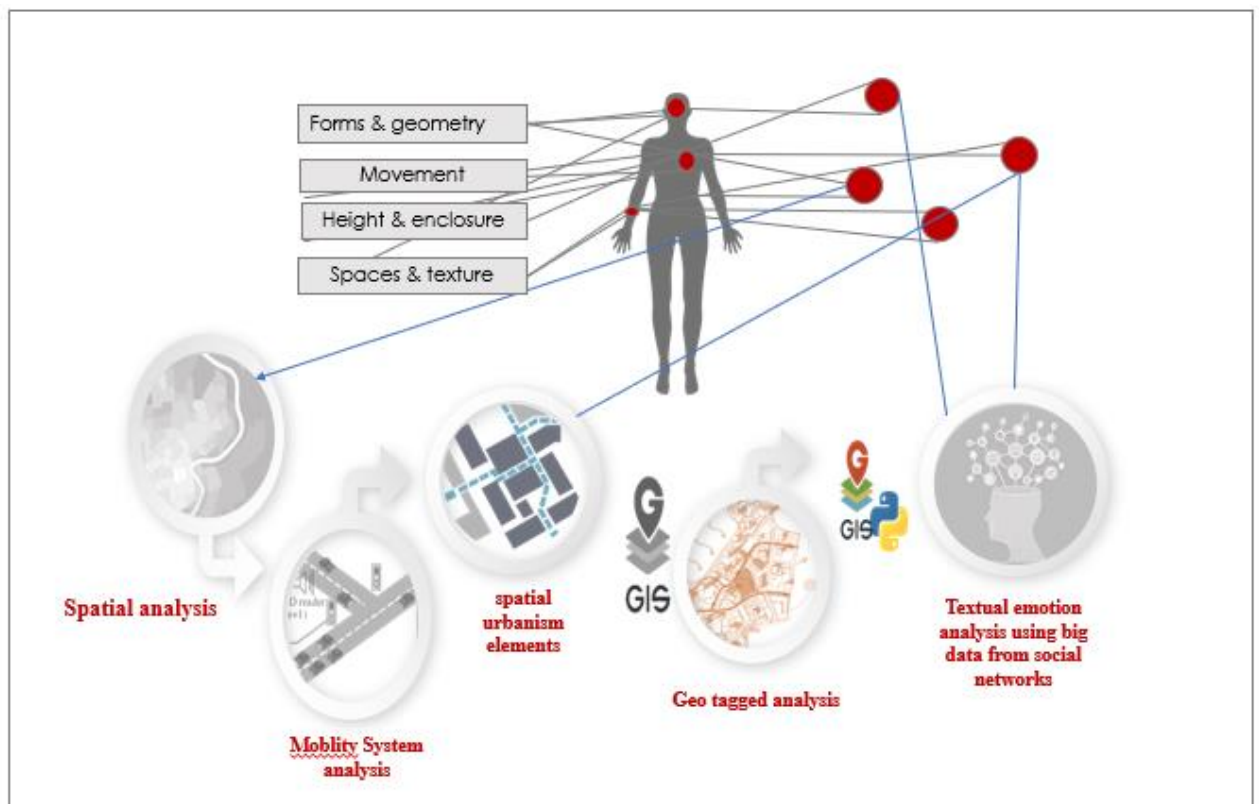 Forms & geometry
Movement
Height & enclosure
Spaces & texture
Spatial analysis
Moblity System
analysis
spatial
urbanism
elements
G
GIS
Geo tagged analysis
G
GIS
Textual emotion
analysis using big
data from social
networks